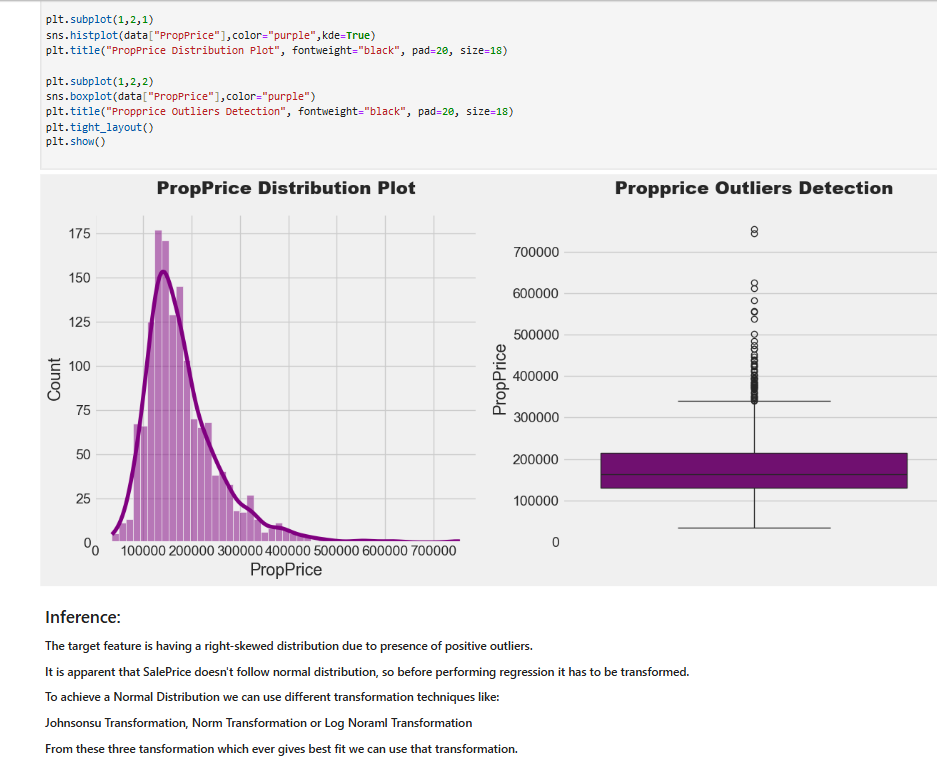 plt.subplot(1,2,1)
sns.histplot(data["PropPrice"],color="purple",kde=True)
plt.title("PropPrice Distribution Plot", fontweight="black", pad=20, size=18)
plt.subplot(1,2,2)
sns.boxplot(data["PropPrice"],color="purple")
plt.title("Propprice Outliers Detection", fontweight="black", pad=20, size=18)
plt.tight_layout()
plt.show()
PropPrice Distribution Plot
175
150
125
100
75
50
25
0
Count
0 100000 200000 300000 400000 500000 600000 700000
PropPrice
Propprice Outliers Detection
700000
600000
500000
400000
300000
200000
100000
0
PropPrice
Inference:
The target feature is having a right-skewed distribution due to presence of positive outliers.
It is apparent that SalePrice doesn't follow normal distribution, so before performing regression it has to be transformed.
To achieve a Normal Distribution we can use different transformation techniques like:
Johnsonsu Transformation, Norm Transformation or Log Noraml Transformation
From these three tansformation which ever gives best fit we can use that transformation.